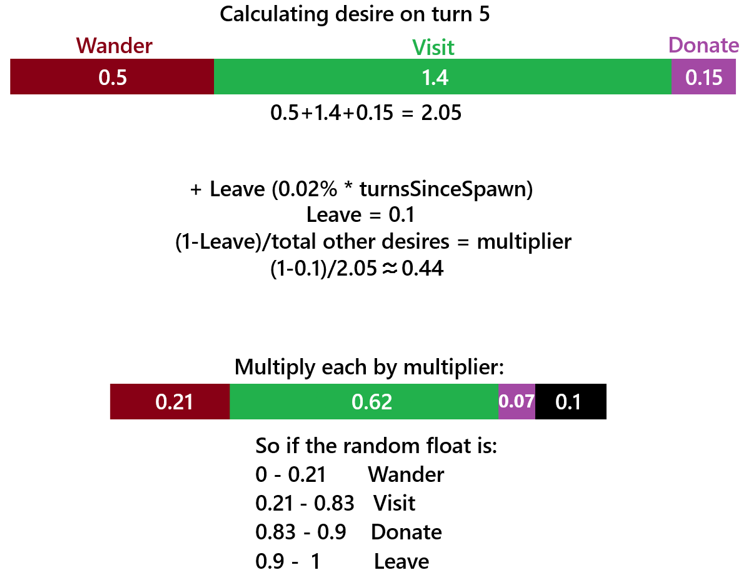 Calculating desire on turn 5
Wander Visit Donate
0.5 1.4 0.15
0.5+1.4+0.15 = 2.05
+ Leave (0.02% * turnsSinceSpawn)
Leave = 0.1
(1-Leave)/total other desires = multiplier
(1-0.1)/2.05 ≈ 0.44
Multiply each by multiplier:
0.21 0.62 0.07 0.1
So if the random float is:
0 - 0.21 Wander
0.21 - 0.83 Visit
0.83 - 0.9 Donate
0.9 - 1 Leave